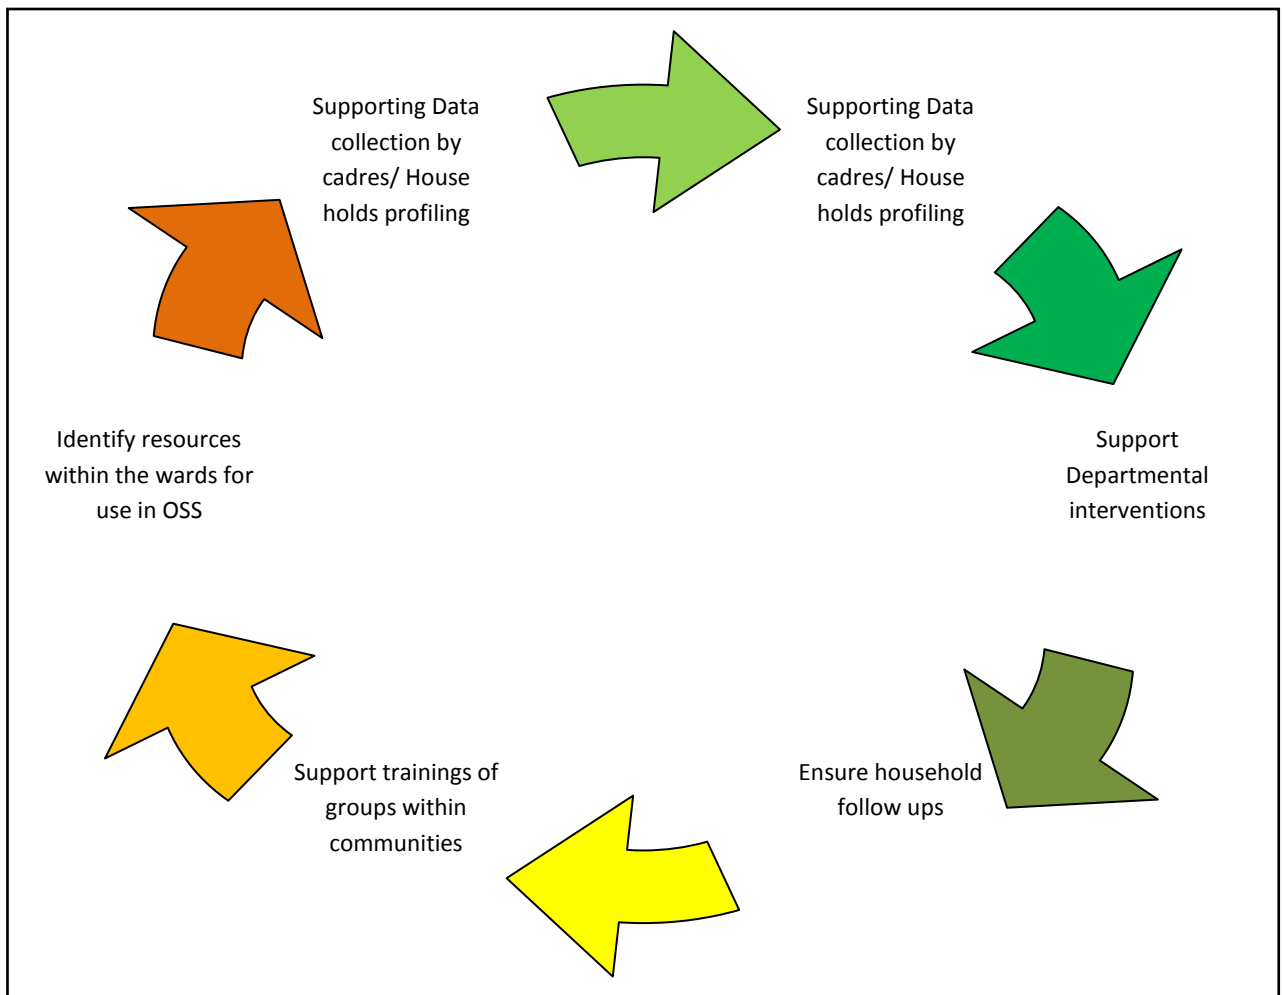 Supporting Data
collection by
cadres/ House
holds profiling
Supporting Data
collection by
cadres/ House
holds profiling
Support
Departmental
interventions
Ensure household
follow ups
Support trainings of
groups within
communities
Identify resources
within the wards for
use in OSS